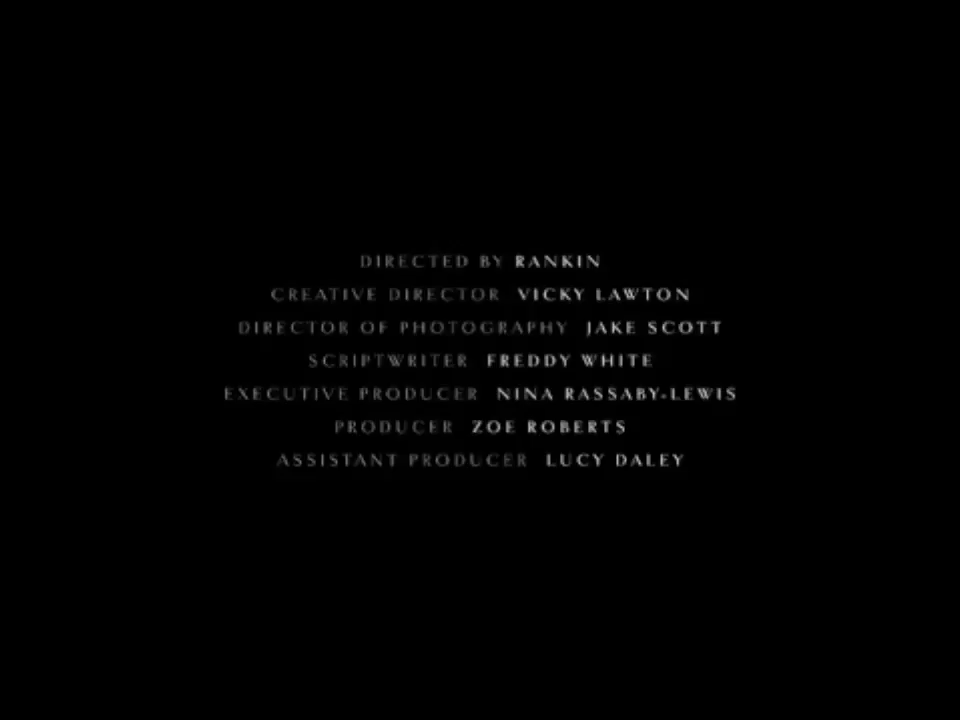 DIRECTED BY RANKIN
CREATIVE DIRECTOR VICKY LAWTON
DIRECTOR OF PHOTOGRAPHY JAKE SCOTT
SCRIPTWRITER FREDDY WHITE
EXECUTIVE PRODUCER NINA RASSABY-LEWIS
PRODUCER ZOE ROBERTS
ASSISTANT PRODUCER LUCY DALEY